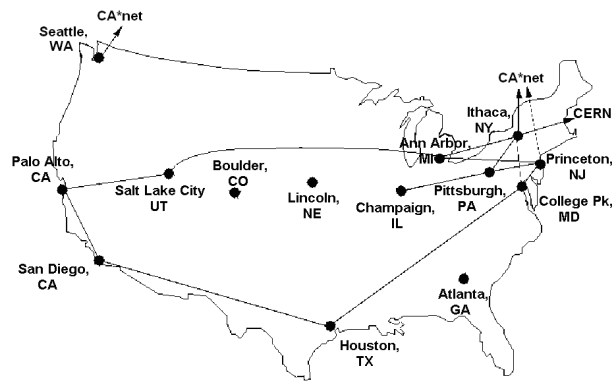 CA*net
Seattle,
WA
CA*net
Ithaca,
NY
CERN
Ann Arbor,
MI
Palo Alto,
CA
Salt Lake City
UT
Boulder,
CO
Lincoln,
NE
Champaign,
IL
Pittsburgh,
PA
Princeton,
NJ
College Pk,
MD
San Diego,
CA
Atlanta,
GA
Houston,
TX